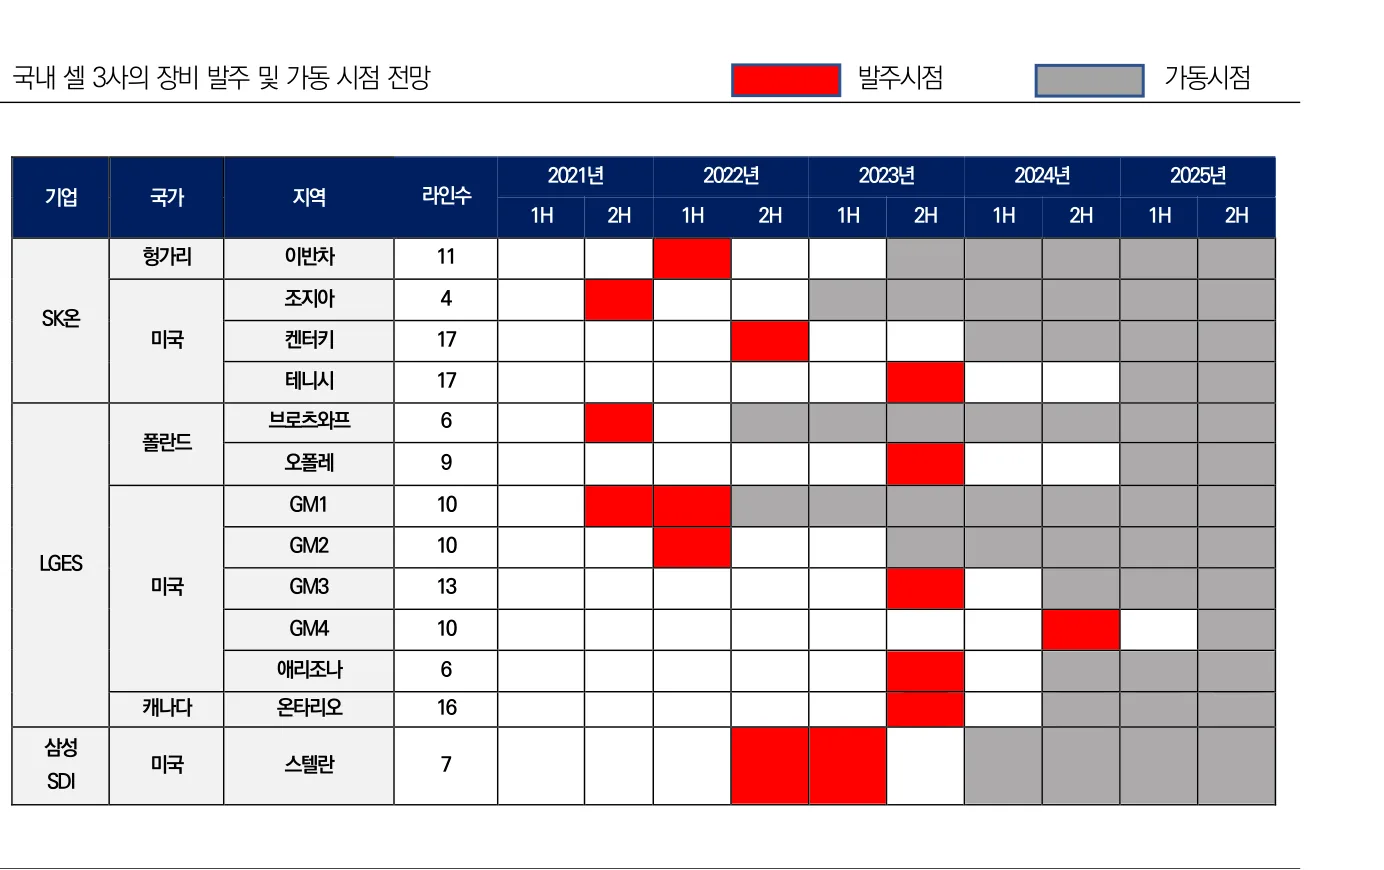 국내 셀 3사의 장비 발주 및 가동 시점 전망 발주시점 가동시점
기업 국가 지역 라인수 2021년 2022년 2023년 2024년 2025년
1H 2H 1H 2H 1H 2H 1H 2H 1H 2H
SK온 헝가리 이반차 11
미국 조지아 4
켄터키 17
테니시 17
LGES 폴란드 브로츠와프 6
오폴레 9
미국 GM1 10
GM2 10
GM3 13
GM4 10
애리조나 6
캐나다 온타리오 16
삼성
SDI 미국 스텔란 7